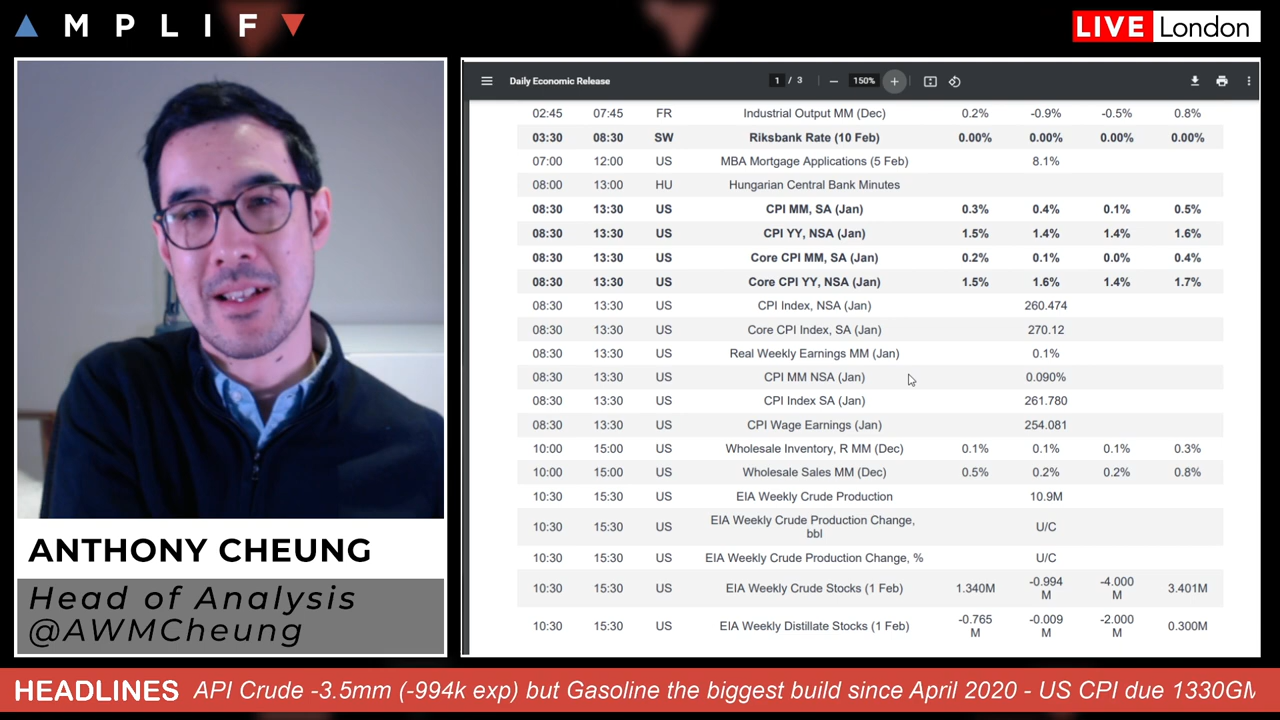 AMPLIFY
LIVE London
Daily Economic Release
1 / 3
150%
02:45 07:45 FR Industrial Output MM (Dec) 0.2% -0.9% -0.5% 0.8%
03:30 08:30 SW Riksbank Rate (10 Feb) 0.00% 0.00% 0.00% 0.00%
07:00 12:00 US MBA Mortgage Applications (5 Feb) 8.1%
08:00 13:00 HU Hungarian Central Bank Minutes
08:30 13:30 US CPI MM, SA (Jan) 0.3% 0.4% 0.1% 0.5%
08:30 13:30 US CPI YY, NSA (Jan) 1.5% 1.4% 1.4% 1.6%
08:30 13:30 US Core CPI MM, SA (Jan) 0.2% 0.1% 0.0% 0.4%
08:30 13:30 US Core CPI YY, NSA (Jan) 1.5% 1.6% 1.4% 1.7%
08:30 13:30 US CPI Index, NSA (Jan) 260.474
08:30 13:30 US Core CPI Index, SA (Jan) 270.12
08:30 13:30 US Real Weekly Earnings MM (Jan) 0.1%
08:30 13:30 US CPI MM NSA (Jan) 0.090%
08:30 13:30 US CPI Index SA (Jan) 261.780
08:30 13:30 US CPI Wage Earnings (Jan) 254.081
10:00 15:00 US Wholesale Inventory, R MM (Dec) 0.1% 0.1% 0.1% 0.3%
10:00 15:00 US Wholesale Sales MM (Dec) 0.5% 0.2% 0.2% 0.8%
10:30 15:30 US EIA Weekly Crude Production 10.9M
10:30 15:30 US EIA Weekly Crude Production Change, bbl U/C
10:30 15:30 US EIA Weekly Crude Production Change, % U/C
10:30 15:30 US EIA Weekly Crude Stocks (1 Feb) 1.340M -0.994 M -4.000 M 3.401M
10:30 15:30 US EIA Weekly Distillate Stocks (1 Feb) -0.765 M -0.009 M -2.000 M 0.300M
ANTHONY CHEUNG
Head of Analysis
@AWMCheung
HEADLINES API Crude -3.5mm (-994k exp) but Gasoline the biggest build since April 2020 - US CPI due 1330GM